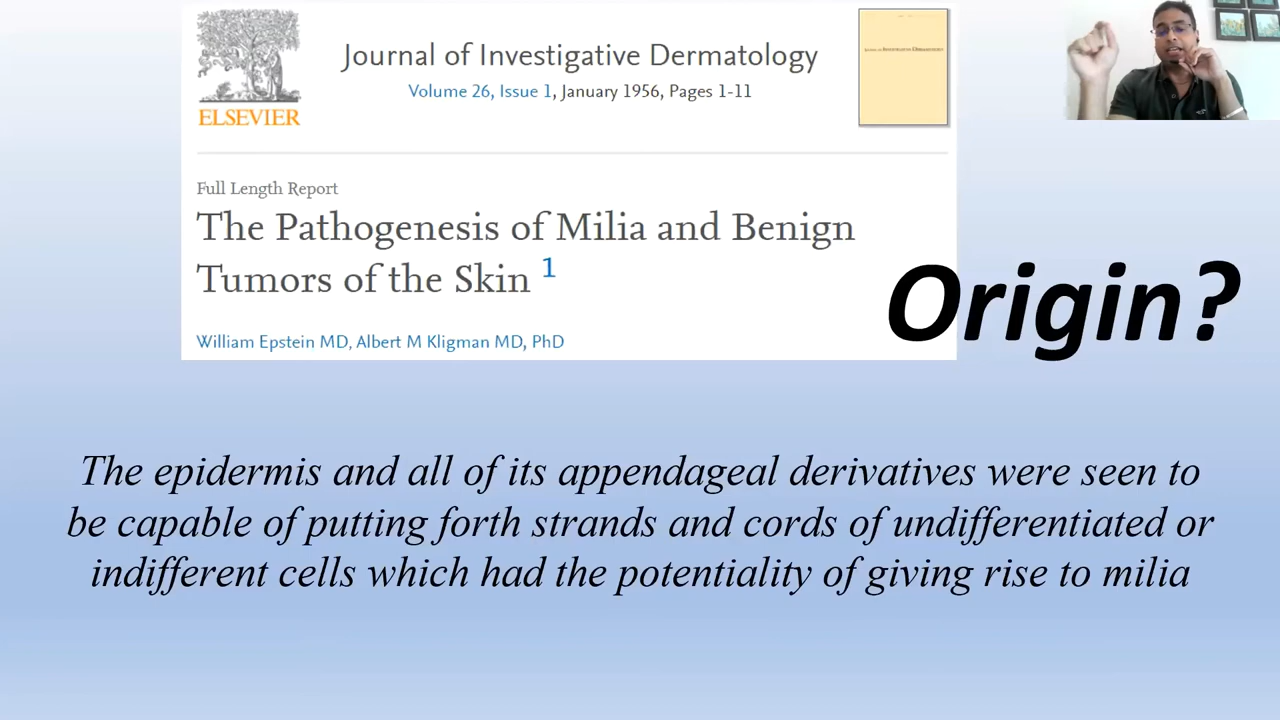 ELSEVIER
Journal of Investigative Dermatology
Volume 26, Issue 1, January 1956, Pages 1-11
Full Length Report
The Pathogenesis of Milia and Benign
Tumors of the Skin 1
William Epstein MD, Albert M Kligman MD, PhD
Origin?
The epidermis and all of its appendageal derivatives were seen to
be capable of putting forth strands and cords of undifferentiated or
indifferent cells which had the potentiality of giving rise to milia